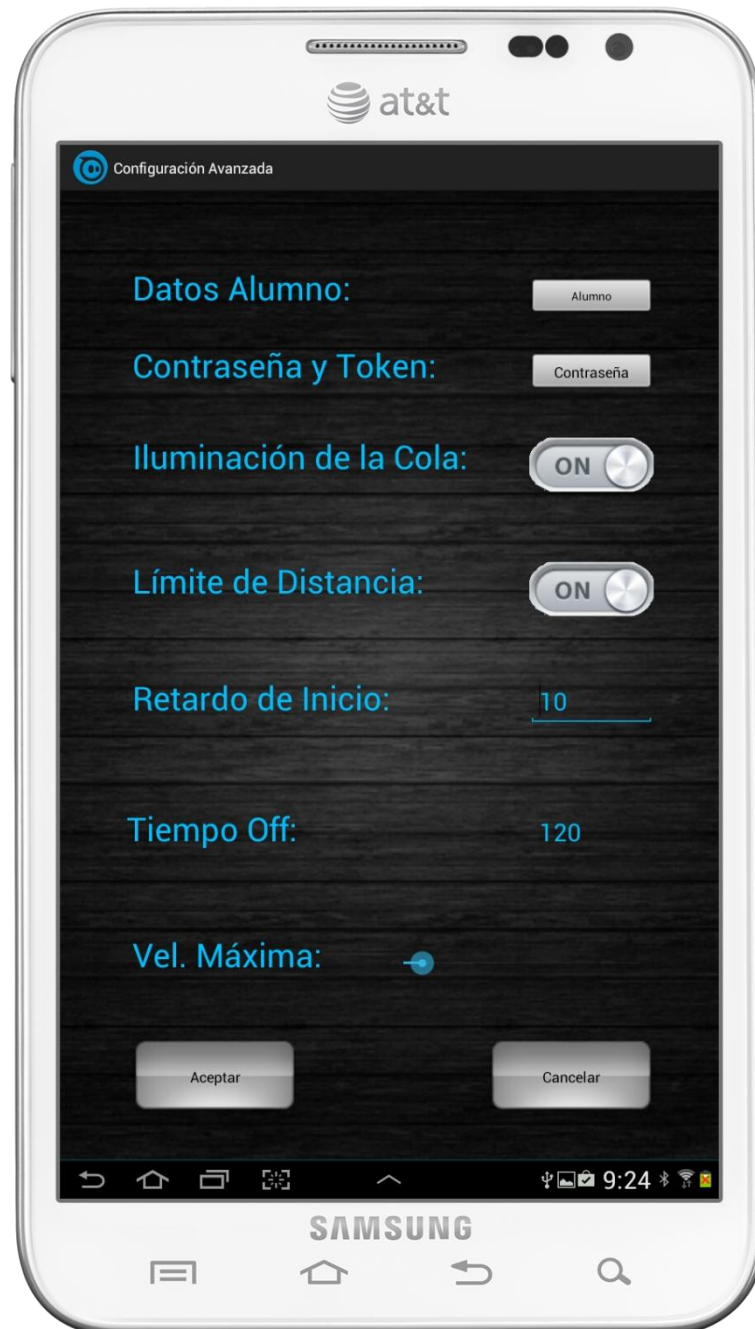 at&t
Configuración Avanzada
Datos Alumno:
Alumno
Contraseña y Token:
Contraseña
Iluminación de la Cola:
ON
Límite de Distancia:
ON
Retardo de Inicio:
10
Tiempo Off:
120
Vel. Máxima:
Aceptar
Cancelar
9:24
SAMSUNG